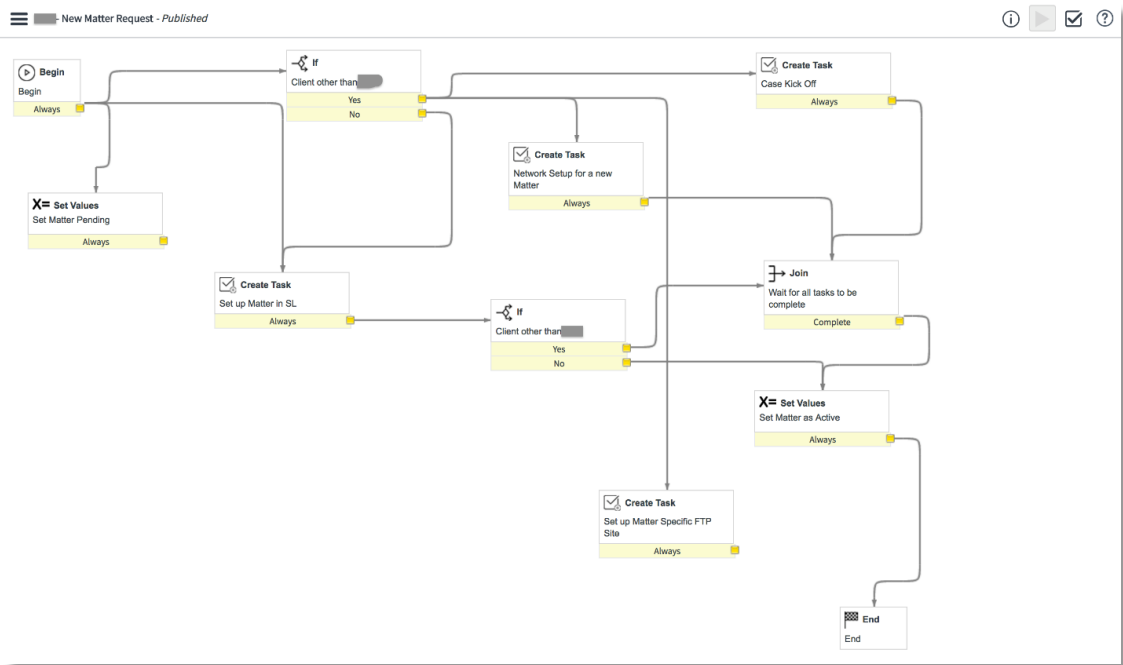 - New Matter Request - Published
Begin
Begin
Always
If
Client other than
Yes
No
Create Task
Case Kick Off
Always
Create Task
Network Setup for a new
Matter
Always
X= Set Values
Set Matter Pending
Always
Create Task
Set up Matter in SL
Always
If
Client other than
Yes
No
Join
Wait for all tasks to be
complete
Complete
X= Set Values
Set Matter as Active
Always
Create Task
Set up Matter Specific FTP
Site
Always
End
End